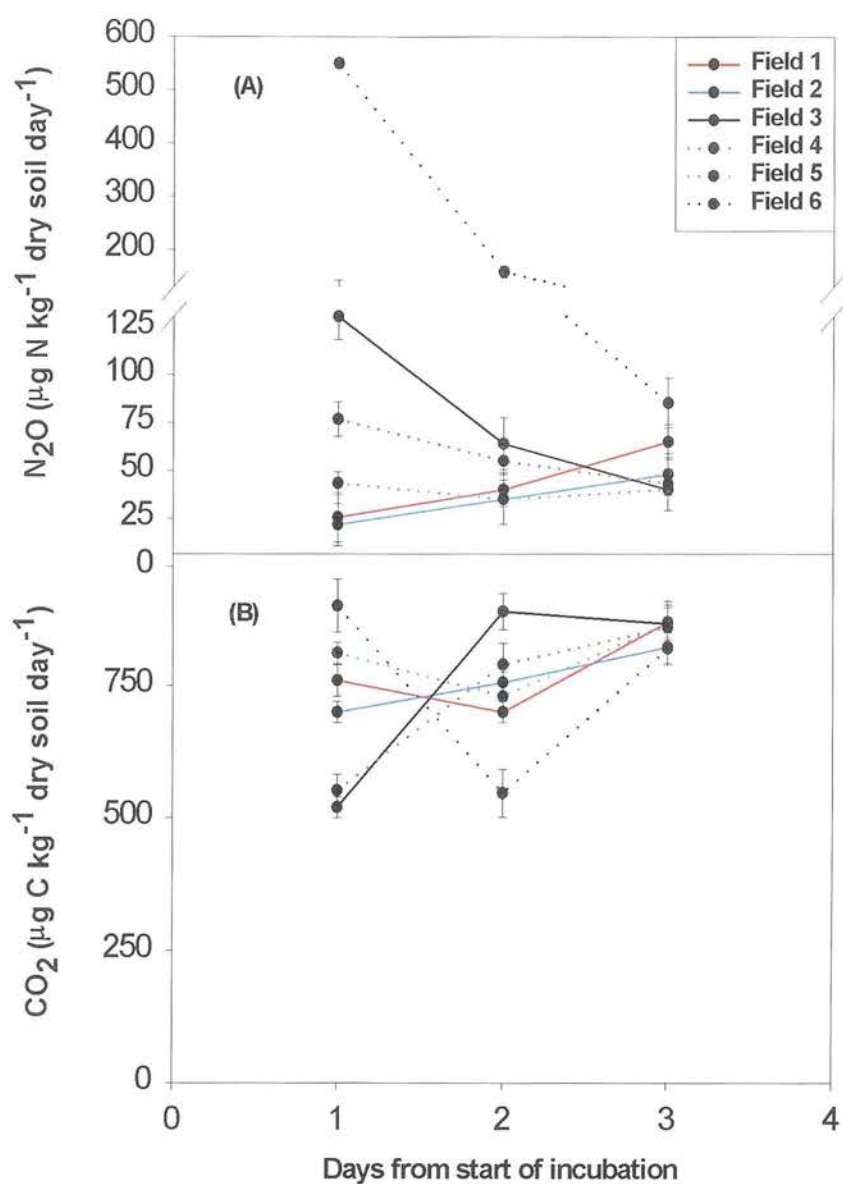 600
500
400
300
200
125
100
75
50
25
0
N₂O (μg N kg⁻¹ dry soil day⁻¹)
(A)
Field 1
Field 2
Field 3
Field 4
Field 5
Field 6
(B)
750
500
250
0
CO₂ (μg C kg⁻¹ dry soil day⁻¹)
0 1 2 3 4
Days from start of incubation